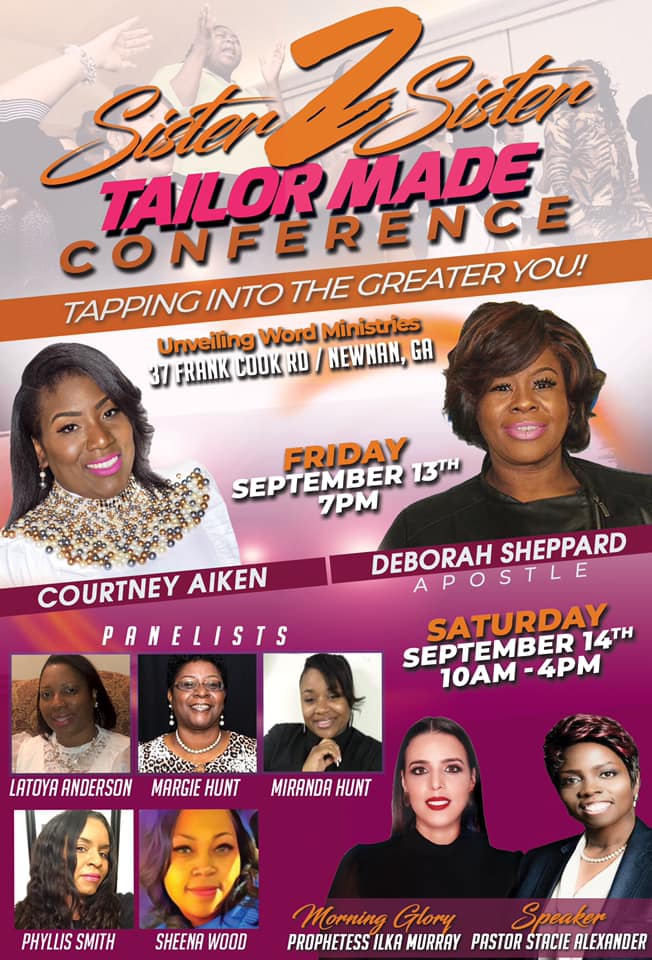 Sister 2 Sister
TAILOR MADE
CONFERENCE
TAPPING INTO THE GREATER YOU!
Unveiling Word Ministries
37 FRANK COOK RD / NEWNAN, GA
FRIDAY
SEPTEMBER 13TH
7PM
COURTNEY AIKEN
DEBORAH SHEPPARD
APOSTLE
PANELISTS
LATOYA ANDERSON
MARGIE HUNT
MIRANDA HUNT
PHYLLIS SMITH
SHEENA WOOD
SATURDAY
SEPTEMBER 14TH
10AM - 4PM
Morning Glory
PROPHETESS ILKA MURRAY
Speaker
PASTOR STACIE ALEXANDER